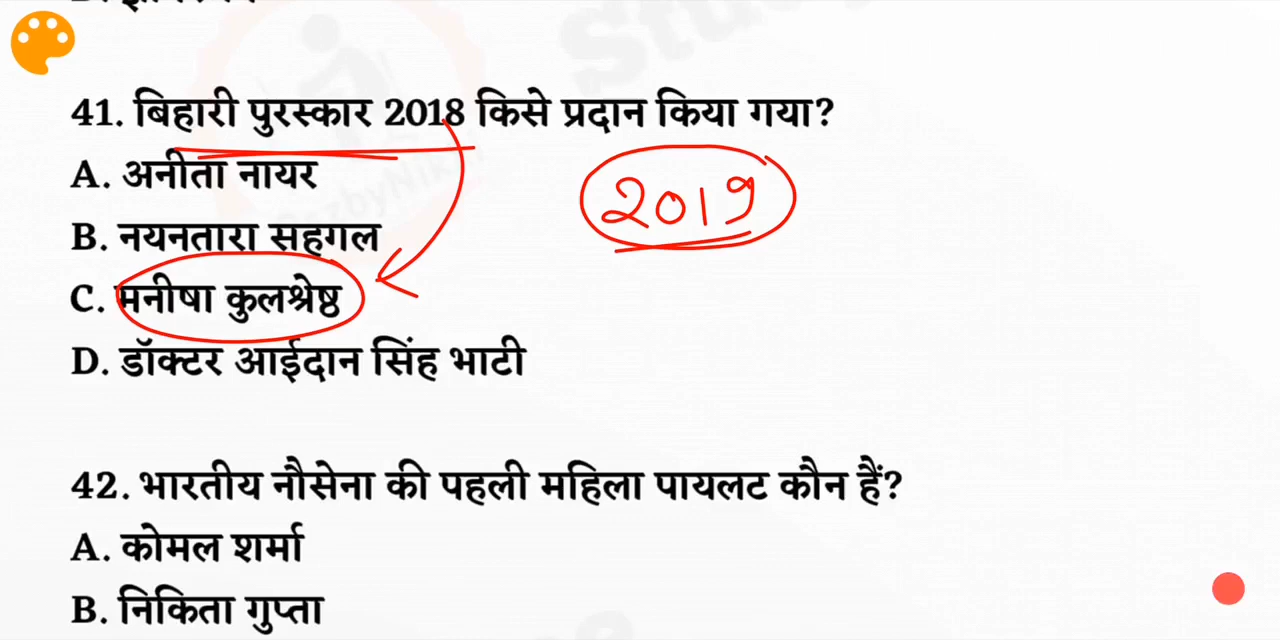 41. बिहारी पुरस्कार 2018 किसे प्रदान किया गया?
A. अनीता नायर
2019
B. नयनतारा सहगल
C. मनीषा कुलश्रेष्ठ
D. डॉक्टर आईदान सिंह भाटी
42. भारतीय नौसेना की पहली महिला पायलट कौन हैं?
A. कोमल शर्मा
B. निकिता गुप्ता